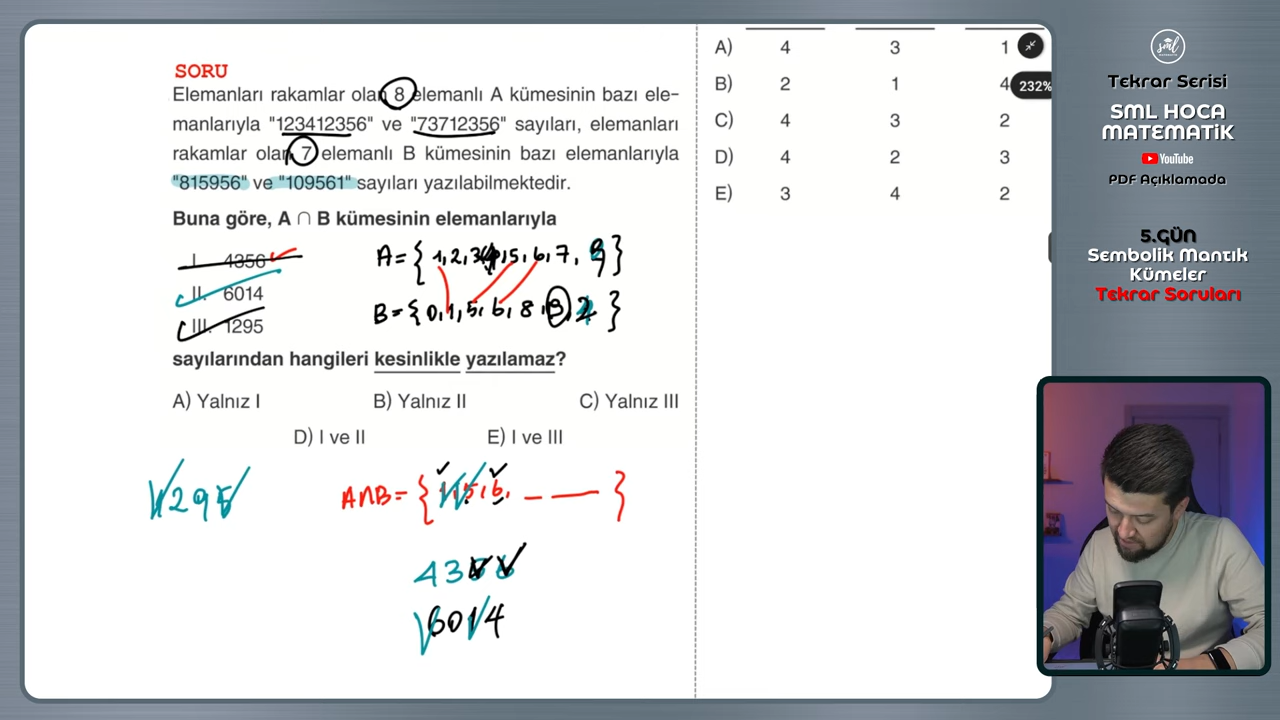 SORU
Elemanları rakamlar olan 8 elemanlı A kümesinin bazı ele-
manlarıyla "123412356" ve "73712356" sayıları, elemanları
rakamlar olan 7 elemanlı B kümesinin bazı elemanlarıyla
"815956" ve "109561" sayıları yazılabilmektedir.
Buna göre, A ∩ B kümesinin elemanlarıyla
I. 4356
II. 6014
III. 1295
A = { 1, 2, 3, 4, 5, 6, 7, }
B = { 0, 1, 5, 6, 8, 9, }
sayılarından hangileri kesinlikle yazılamaz?
A) Yalnız I B) Yalnız II C) Yalnız III
D) I ve II E) I ve III
1295
A∩B = { 1, 5, 6, _ __ }
4356
6014
A) 4 3 1
B) 2 1 4
C) 4 3 2
D) 4 2 3
E) 3 4 2
232%
sml
Tekrar Serisi
SML HOCA
MATEMATİK
YouTube
PDF Açıklamada
5.GÜN
Sembolik Mantık
Kümeler
Tekrar Soruları